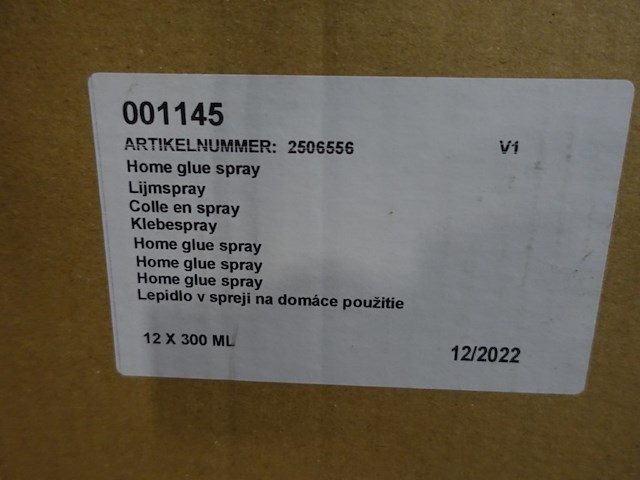 001145
ARTIKELNUMMER: 2506556 V1
Home glue spray
Lijmspray
Colle en spray
Klebespray
Home glue spray
Home glue spray
Home glue spray
Lepidlo v spreji na domáce použitie
12 X 300 ML
12/2022